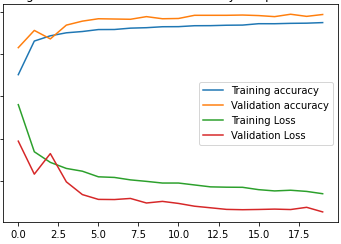 Training accuracy
Validation accuracy
Training Loss
Validation Loss
0.0 2.5 5.0 7.5 10.0 12.5 15.0 17.5